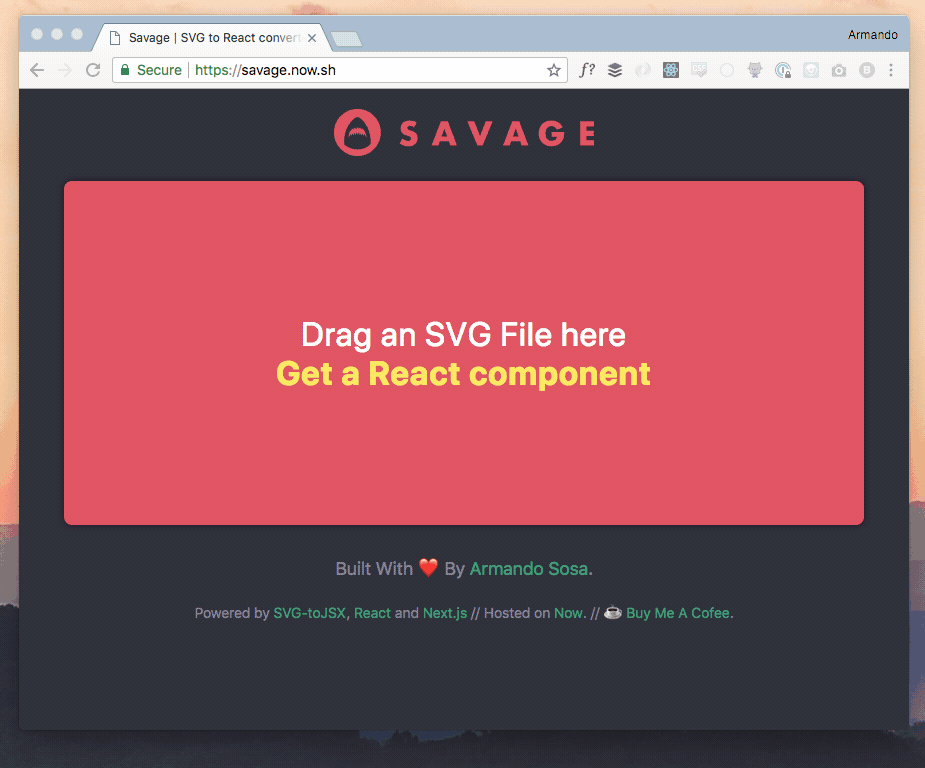 Savage | SVG to React convert
Armando
Secure
https://savage.now.sh
f?
SAVAGE
Drag an SVG File here
Get a React component
Built With ❤️ By Armando Sosa.
Powered by SVG-toJSX, React and Next.js // Hosted on Now. // ☕ Buy Me A Cofee.